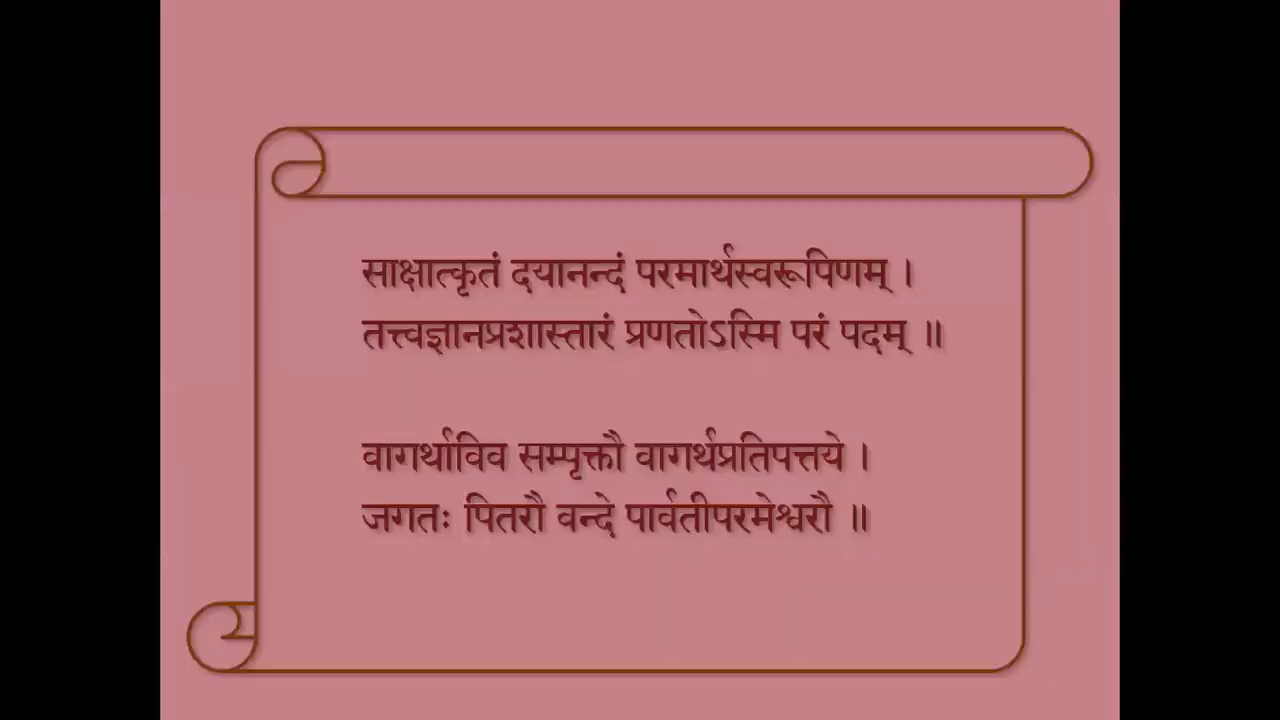 साक्षात्कृतं दयानन्दं परमार्थस्वरूपिणम् ।
तत्त्वज्ञानप्रशास्तारं प्रणतोऽस्मि परं पदम् ॥
वागर्थाविव सम्पृक्तौ वागर्थप्रतिपत्तये ।
जगतः पितरौ वन्दे पार्वतीपरमेश्वरौ ॥